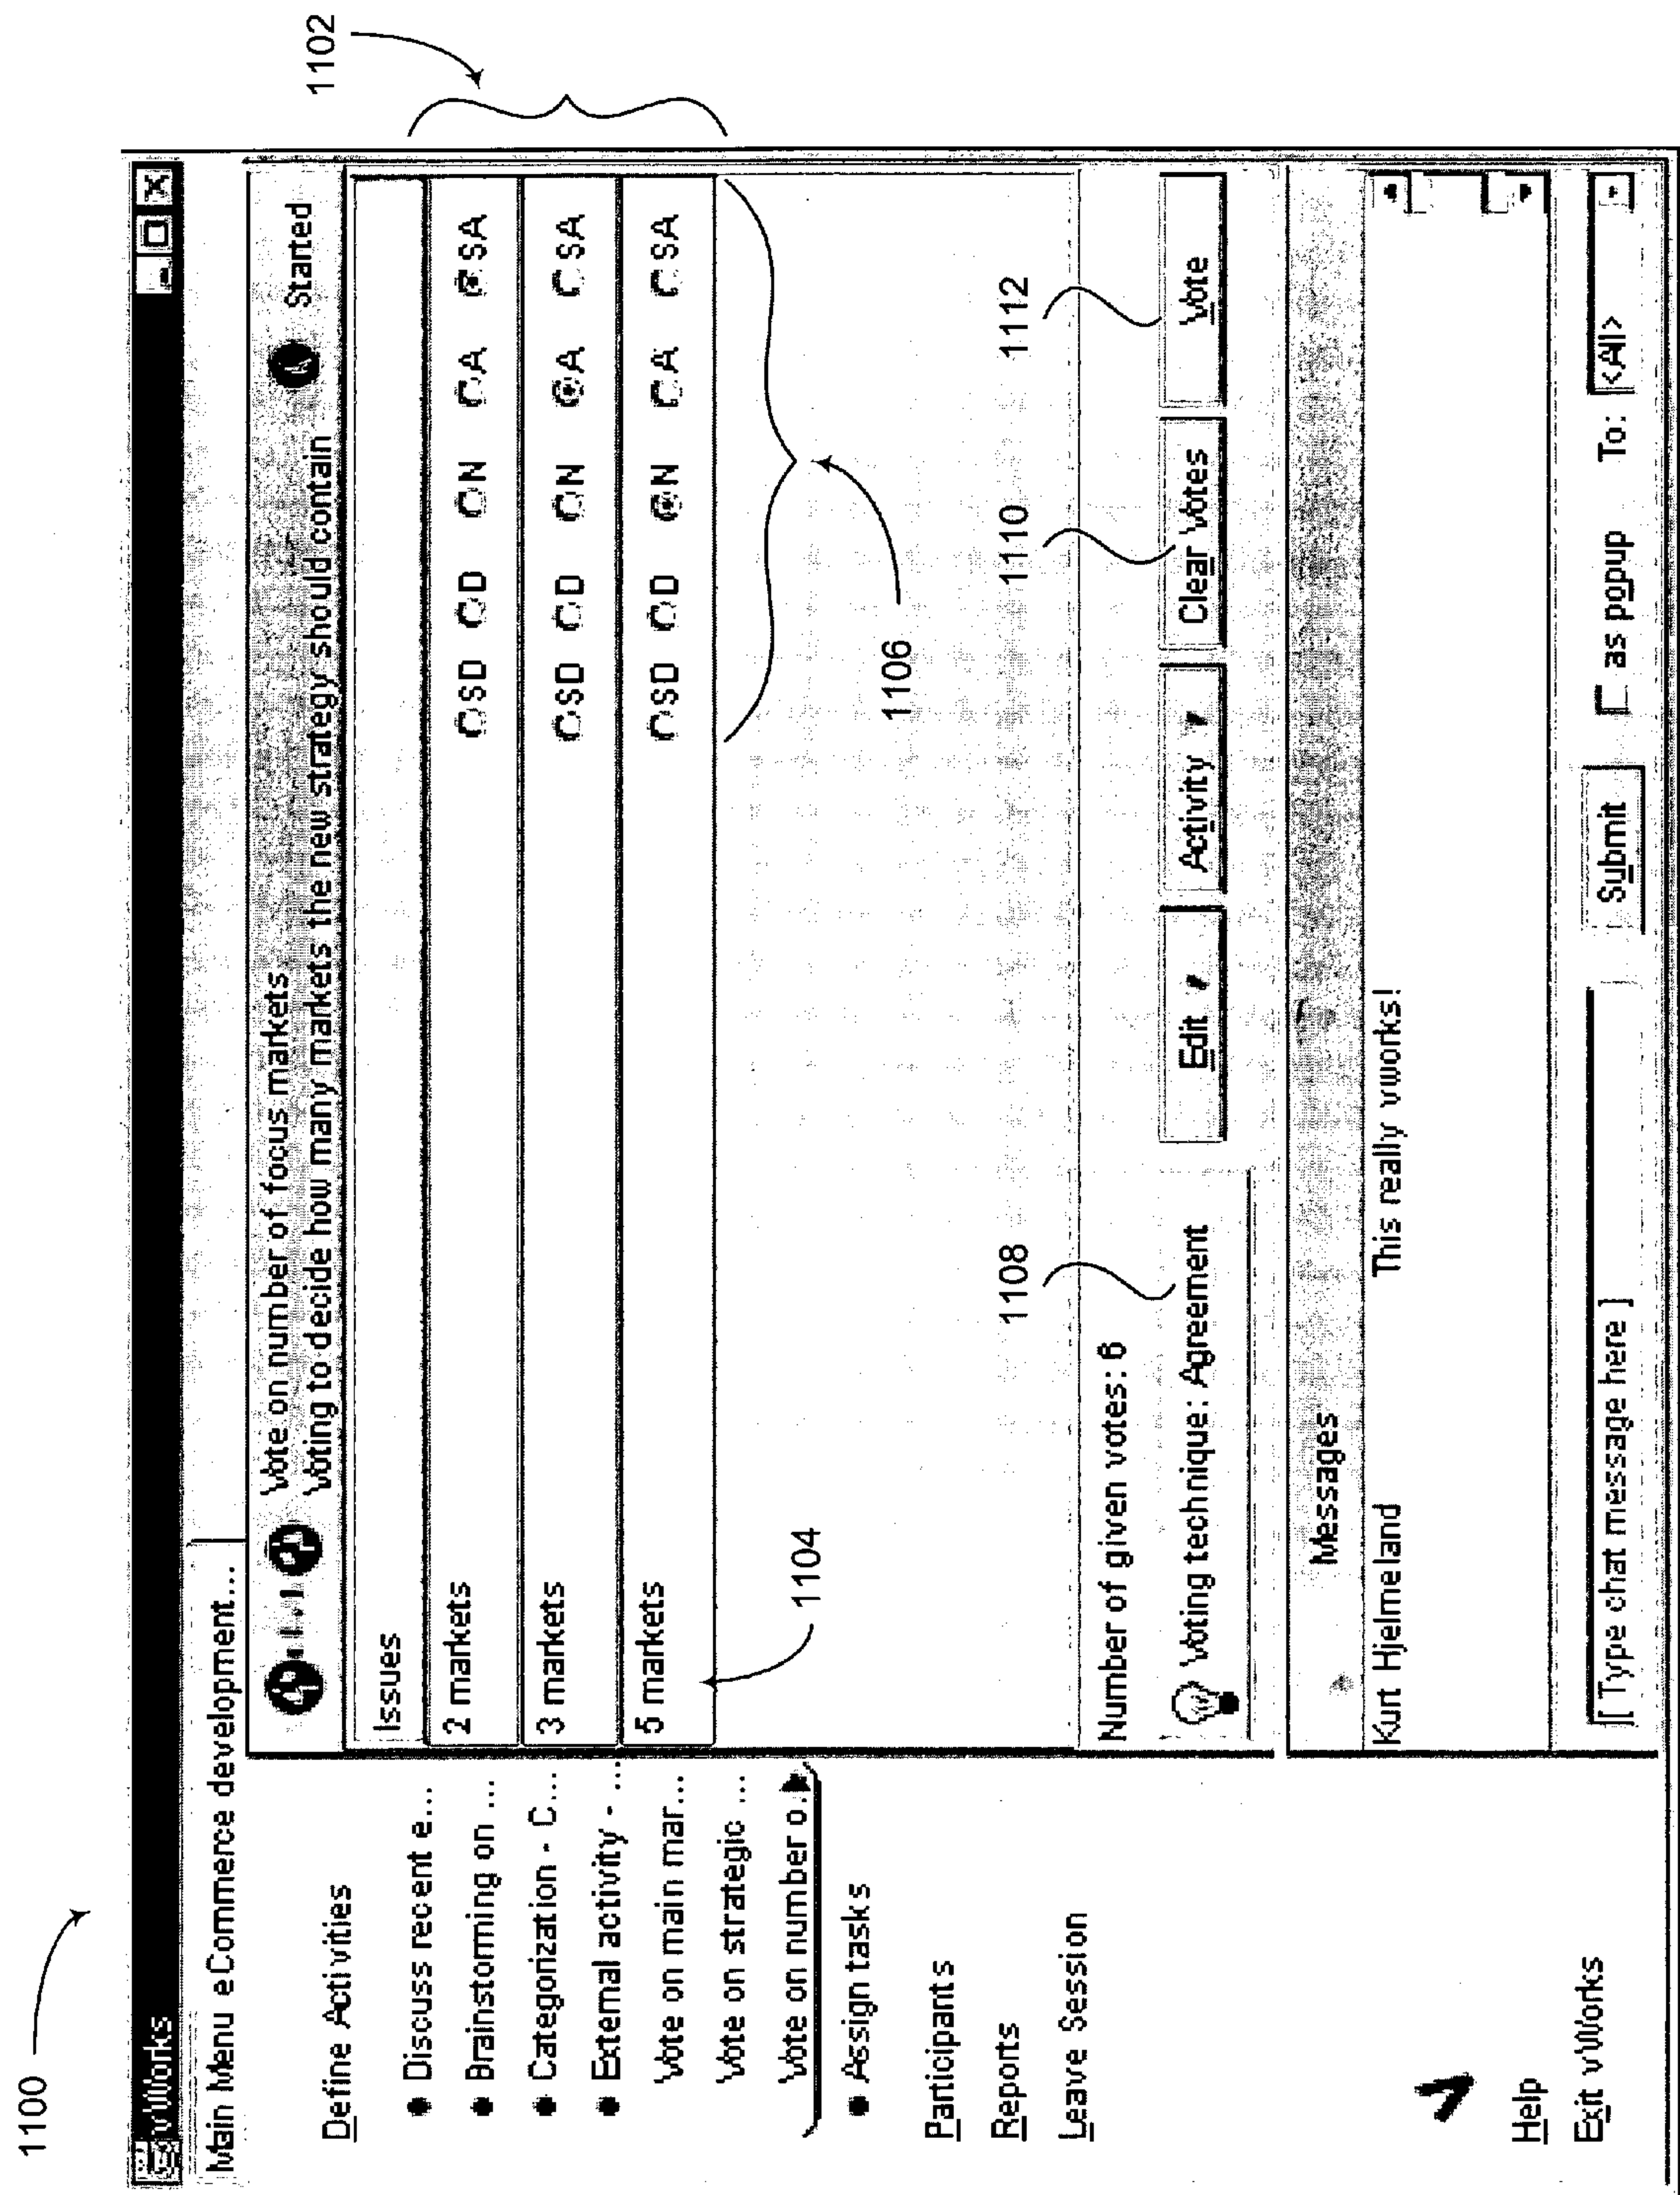 1100
vWorks
Main Menu eCommerce development...
Define Activities
Discuss recent e...
Brainstorming on ...
Categorization - C...
External activity - ...
Vote on main mar...
Vote on strategic ...
Vote on number o.
Assign tasks
Participants
Reports
Leave Session
Help
Exit vWorks
Vote on number of focus markets
Voting to decide how many markets the new strategy should contain
Started
Issues
2 markets SD D N A SA
3 markets SD D N A SA
5 markets SD D N A SA
1102
1104
1106
1108
1110
1112
Number of given votes: 6
Voting technique: Agreement
Edit
Activity
Clear Votes
Vote
Messages
Kurt Hjelmeland This really vworks!
[ Type chat message here ]
Submit
as popup
To: <All>